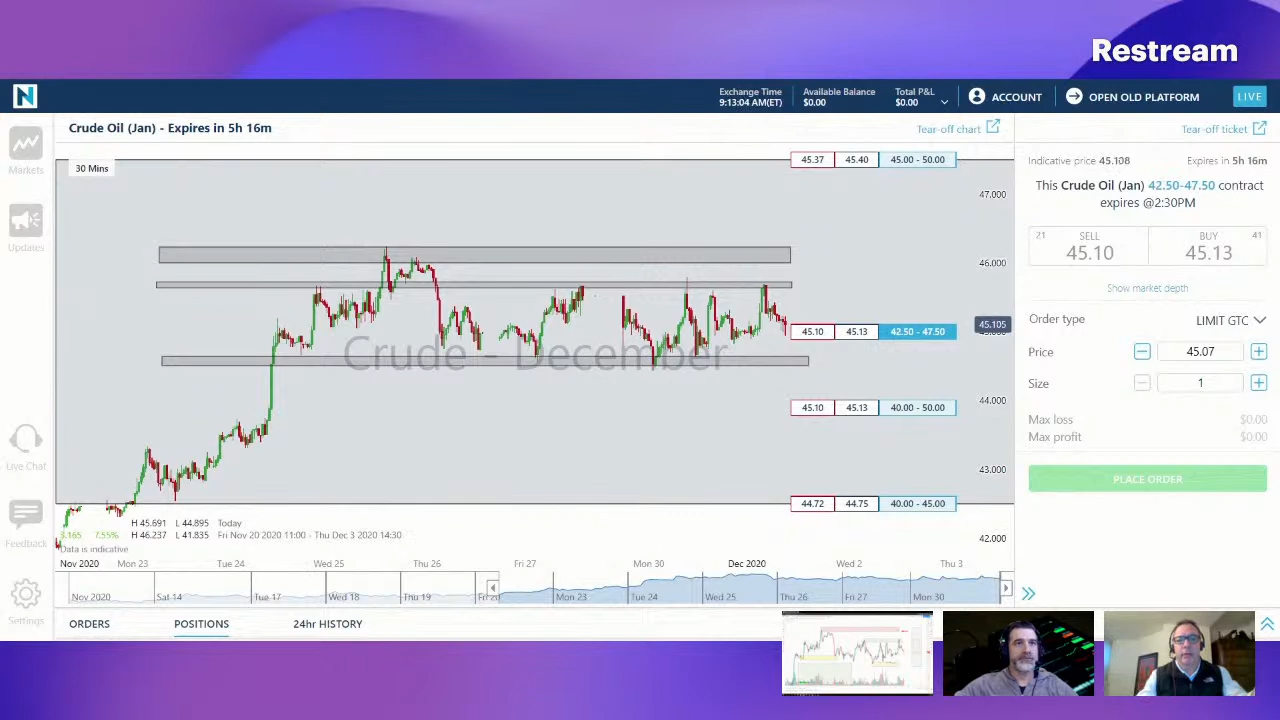 Restream
N
Exchange Time
9:13:04 AM(ET)
Available Balance
$0.00
Total P&L
$0.00
ACCOUNT
OPEN OLD PLATFORM
LIVE
Markets
Updates
Live Chat
Feedback
Settings
Crude Oil (Jan) - Expires in 5h 16m
Tear-off chart
30 Mins
45.37 45.40 45.00 - 50.00
47.000
46.000
45.105
45.10 45.13 42.50 - 47.50
Crude - December
44.000
45.10 45.13 40.00 - 50.00
43.000
44.72 44.75 40.00 - 45.00
42.000
H 45.691 L 44.895 Today
3.165 7.55% H 46.237 L 41.835 Fri Nov 20 2020 11:00 - Thu Dec 3 2020 14:30
Data is indicative
Nov 2020 Mon 23 Tue 24 Wed 25 Thu 26 Fri 27 Mon 30 Dec 2020 Wed 2 Thu 3
Nov 2020 Sat 14 Tue 17 Wed 18 Thu 19 Fri 20 Mon 23 Tue 24 Wed 25 Thu 26 Fri 27 Mon 30
ORDERS POSITIONS 24hr HISTORY
Tear-off ticket
Indicative price 45.108 Expires in 5h 16m
This Crude Oil (Jan) 42.50-47.50 contract
expires @2:30PM
21 SELL
45.10
BUY 41
45.13
Show market depth
Order type LIMIT GTC
Price 45.07
Size 1
Max loss $0.00
Max profit $0.00
PLACE ORDER